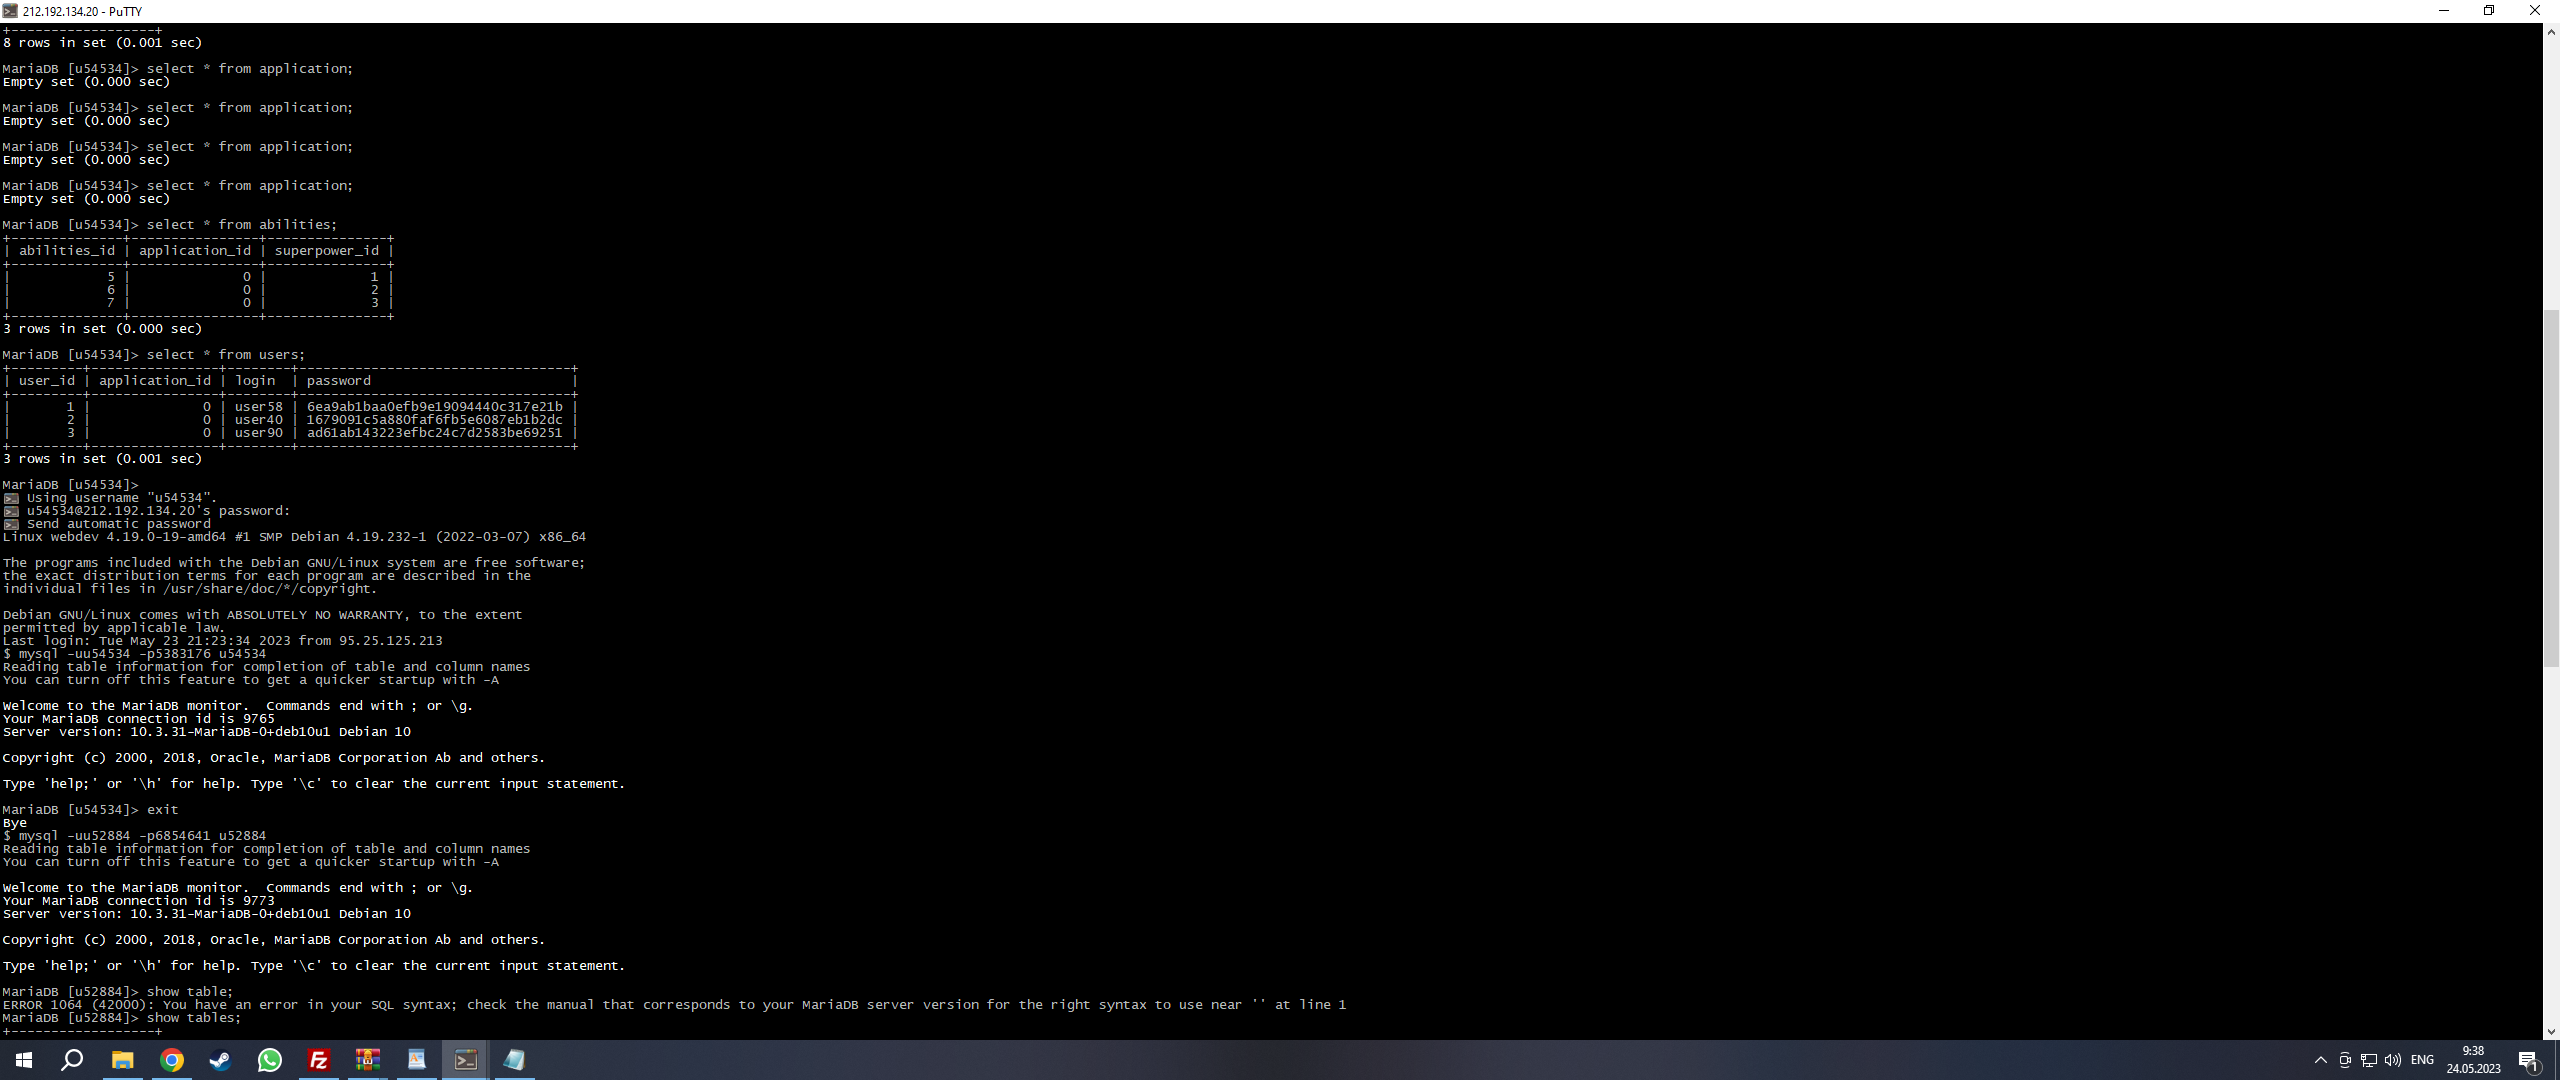 212.192.134.20 - PuTTY
+------------------+
8 rows in set (0.001 sec)
MariaDB [u54534]> select * from application;
Empty set (0.000 sec)
MariaDB [u54534]> select * from application;
Empty set (0.000 sec)
MariaDB [u54534]> select * from application;
Empty set (0.000 sec)
MariaDB [u54534]> select * from application;
Empty set (0.000 sec)
MariaDB [u54534]> select * from abilities;
+--------------+----------------+---------------+
| abilities_id | application_id | superpower_id |
+--------------+----------------+---------------+
|            5 |              0 |             1 |
|            6 |              0 |             2 |
|            7 |              0 |             3 |
+--------------+----------------+---------------+
3 rows in set (0.000 sec)
MariaDB [u54534]> select * from users;
+---------+----------------+--------+----------------------------------+
| user_id | application_id | login  | password                         |
+---------+----------------+--------+----------------------------------+
|       1 |              0 | user58 | 6ea9ab1baa0efb9e19094440c317e21b |
|       2 |              0 | user40 | 1679091c5a880faf6fb5e6087eb1b2dc |
|       3 |              0 | user90 | ad61ab143223efbc24c7d2583be69251 |
+---------+----------------+--------+----------------------------------+
3 rows in set (0.001 sec)
MariaDB [u54534]>
Using username "u54534".
u54534@212.192.134.20's password:
Send automatic password
Linux webdev 4.19.0-19-amd64 #1 SMP Debian 4.19.232-1 (2022-03-07) x86_64
The programs included with the Debian GNU/Linux system are free software;
the exact distribution terms for each program are described in the
individual files in /usr/share/doc/*/copyright.
Debian GNU/Linux comes with ABSOLUTELY NO WARRANTY, to the extent
permitted by applicable law.
Last login: Tue May 23 21:23:34 2023 from 95.25.125.213
$ mysql -uu54534 -p5383176 u54534
Reading table information for completion of table and column names
You can turn off this feature to get a quicker startup with -A
Welcome to the MariaDB monitor.  Commands end with ; or \g.
Your MariaDB connection id is 9765
Server version: 10.3.31-MariaDB-0+deb10u1 Debian 10
Copyright (c) 2000, 2018, Oracle, MariaDB Corporation Ab and others.
Type 'help;' or '\h' for help. Type '\c' to clear the current input statement.
MariaDB [u54534]> exit
Bye
$ mysql -uu52884 -p6854641 u52884
Reading table information for completion of table and column names
You can turn off this feature to get a quicker startup with -A
Welcome to the MariaDB monitor.  Commands end with ; or \g.
Your MariaDB connection id is 9773
Server version: 10.3.31-MariaDB-0+deb10u1 Debian 10
Copyright (c) 2000, 2018, Oracle, MariaDB Corporation Ab and others.
Type 'help;' or '\h' for help. Type '\c' to clear the current input statement.
MariaDB [u52884]> show table;
ERROR 1064 (42000): You have an error in your SQL syntax; check the manual that corresponds to your MariaDB server version for the right syntax to use near '' at line 1
MariaDB [u52884]> show tables;
+------------------+
ENG
9:38
24.05.2023
1